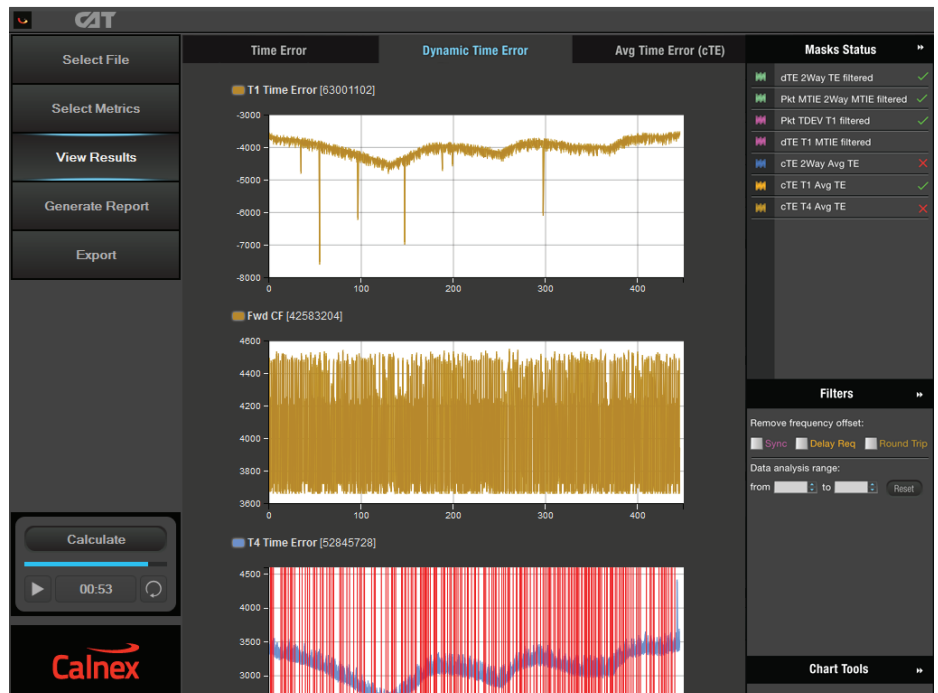 CAT
Select File
Select Metrics
View Results
Generate Report
Export
Calculate
00:53
Calnex
Time Error
Dynamic Time Error
Avg Time Error (cTE)
T1 Time Error [63001102]
-3000
-4000
-5000
-6000
-7000
-8000
0 100 200 300 400
Fwd CF [42583204]
4600
4400
4200
4000
3800
3600
0 100 200 300 400
T4 Time Error [52845728]
4500
4000
3500
3000
Masks Status
dTE 2Way TE filtered
Pkt MTIE 2Way MTIE filtered
Pkt TDEV T1 filtered
dTE T1 MTIE filtered
cTE 2Way Avg TE
cTE T1 Avg TE
cTE T4 Avg TE
Filters
Remove frequency offset:
Sync Delay Req Round Trip
Data analysis range:
from to Reset
Chart Tools